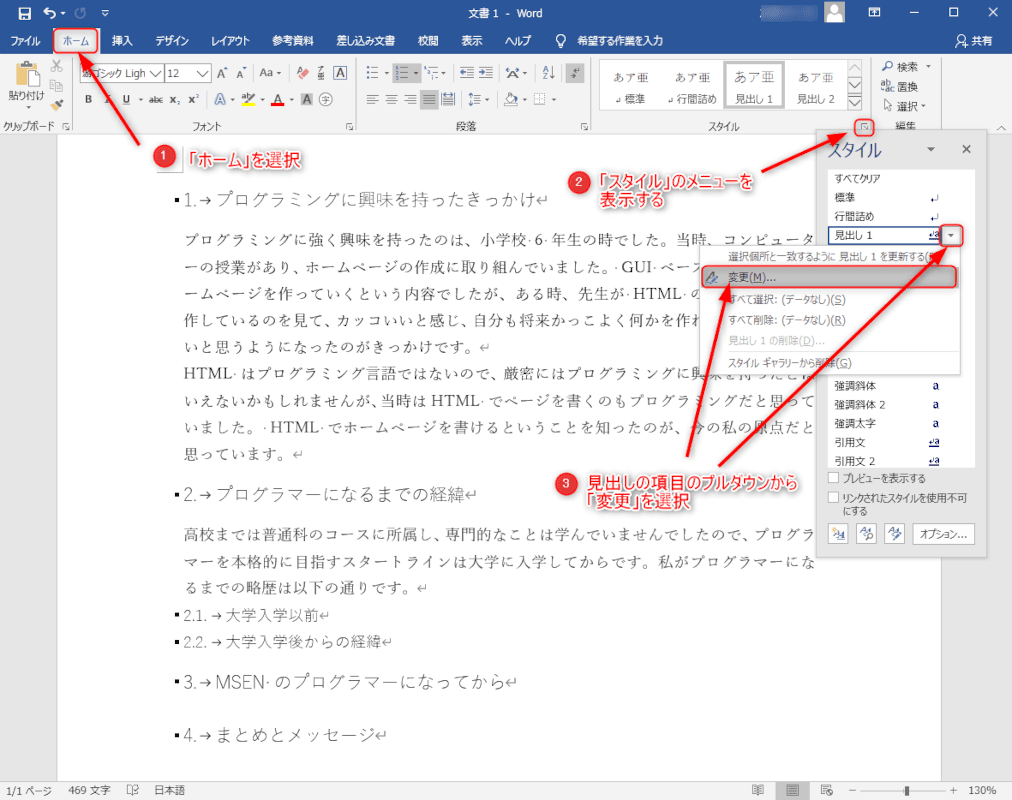 文書 1 - Word
ファイル ホーム 挿入 デザイン レイアウト 参考資料 差し込み文書 校閲 表示 ヘルプ 希望する作業を入力 共有
貼り付け
ゴシック Ligh 12
Aa
B I U abc x₂ x²
あア亜 あア亜 あア亜 あア亜
標準 行間詰め 見出し 1 見出し 2
検索
置換
選択
クリップボード フォント 段落 スタイル 編集
1 「ホーム」を選択
2 「スタイル」のメニューを
表示する
スタイル
すべてクリア
標準
行間詰め
見出し 1
選択個所と一致するように 見出し 1 を更新する
変更(M)...
すべて選択: (データなし)(S)
すべて削除: (データなし)(R)
見出し 1 の削除(D)...
スタイル ギャラリーから削除(G)
強調斜体 a
強調斜体 2 a
強調太字 a
引用文
引用文 2
プレビューを表示する
リンクされたスタイルを使用不可
にする
オプション...
1.→プログラミングに興味を持ったきっかけ↵
プログラミングに強く興味を持ったのは、小学校・6・年生の時でした。当時、コンピュータ
ーの授業があり、ホームページの作成に取り組んでいました。・GUI・ベース
ームページを作っていくという内容でしたが、ある時、先生が・HTML・の
作しているのを見て、カッコいいと感じ、自分も将来かっこよく何かを作れ
いと思うようになったのがきっかけです。↵
HTML・はプログラミング言語ではないので、厳密にはプログラミングに興味を持ったとは
いえないかもしれませんが、当時は HTML・でページを書くのもプログラミングだと思って
いました。・HTML・でホームページを書けるということを知ったのが、今の私の原点だと
思っています。↵
3 見出しの項目のプルダウンから
「変更」を選択
2.→プログラマーになるまでの経緯↵
高校までは普通科のコースに所属し、専門的なことは学んでいませんでしたので、プログラ
マーを本格的に目指すスタートラインは大学に入学してからです。私がプログラマーにな
るまでの略歴は以下の通りです。↵
2.1.→大学入学以前↵
2.2.→大学入学後からの経緯↵
3.→MSEN・のプログラマーになってから↵
4.→まとめとメッセージ↵
1/1 ページ 469 文字 日本語 130%